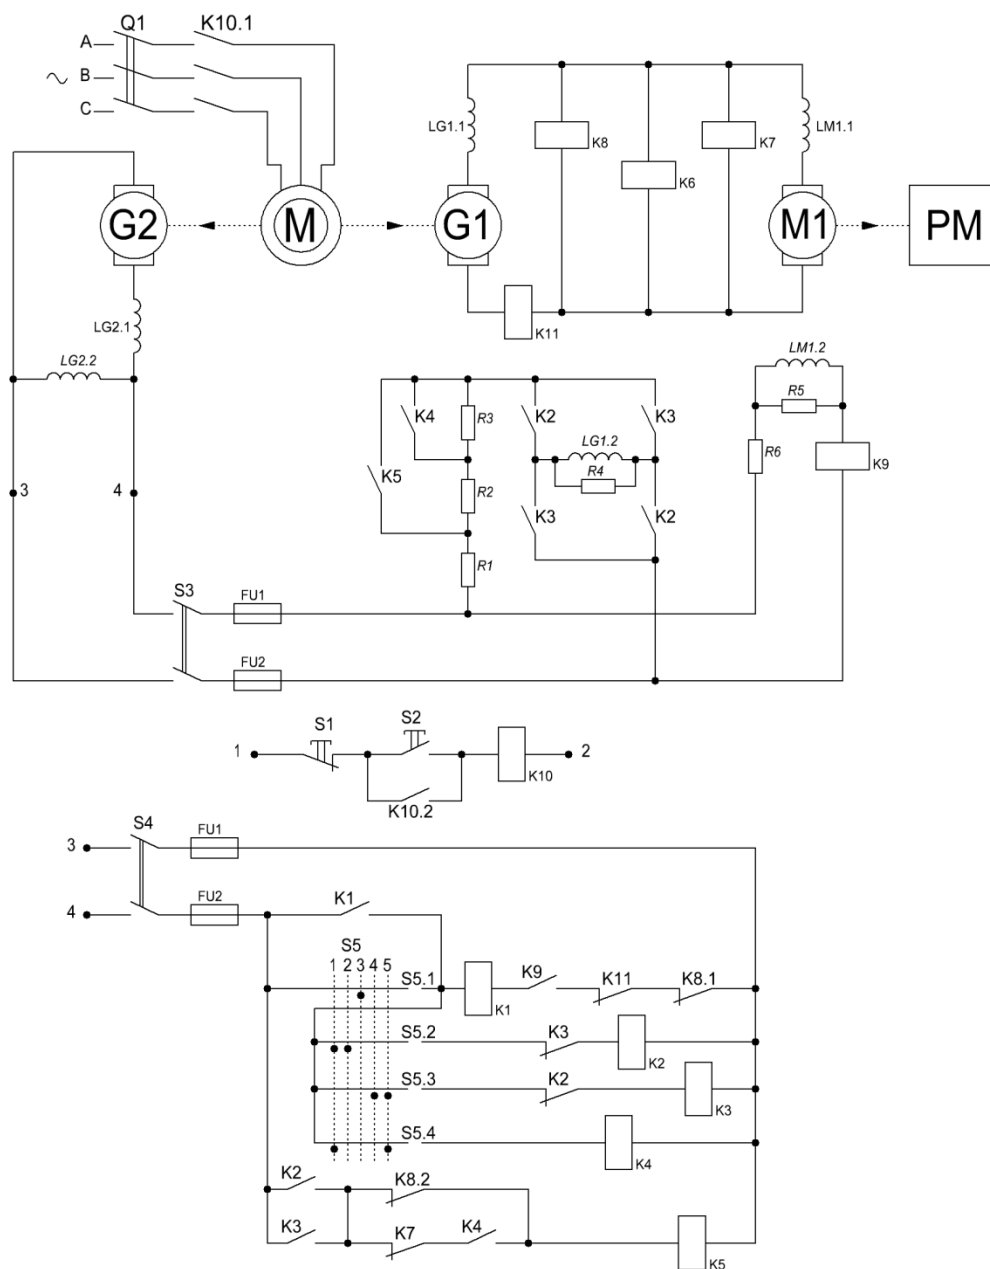 Q1 K10.1
A
B
C
LG1.1 K8 K6 K7 LM1.1
G2 M G1 M1 PM
LG2.1 K11
LG2.2 LM1.2
K4 R3 K2 K3 R5
LG1.2 R6 K9
K5 R2 R4
3 4 K3 K2
R1
S3 FU1
FU2
S1 S2
1 K10 2
K10.2
S4 FU1
3
4 FU2 K1
S5
1 2 3 4 5 S5.1 K1 K9 K11 K8.1
S5.2 K3 K2
S5.3 K2 K3
S5.4 K4
K2 K8.2
K3 K7 K4 K5